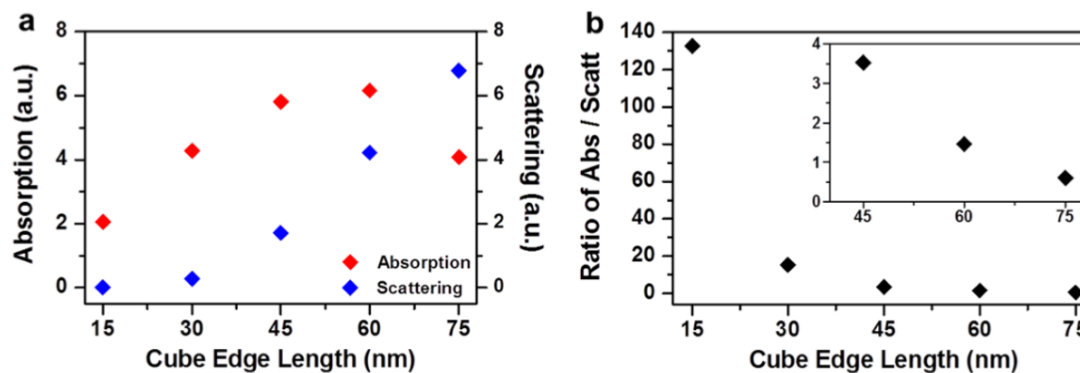 a
8
6
4
2
0
Absorption (a.u.)
8
6
4
2
0
Scattering (a.u.)
Absorption
Scattering
15 30 45 60 75
Cube Edge Length (nm)
b
140
120
100
80
60
40
20
0
Ratio of Abs / Scatt
4
3
2
1
0
45 60 75
15 30 45 60 75
Cube Edge Length (nm)